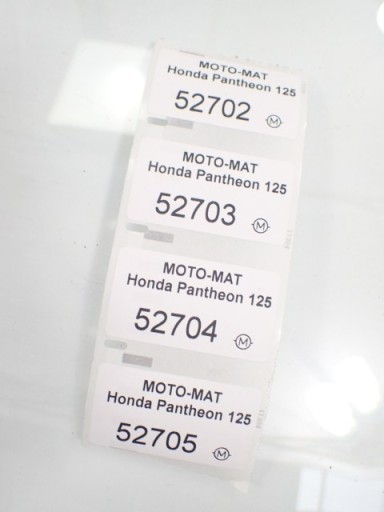 MOTO-MAT
Honda Pantheon 125
52702 M
MOTO-MAT
Honda Pantheon 125
52703 M
MOTO-MAT
Honda Pantheon 125
52704 M
MOTO-MAT
Honda Pantheon 125
52705 M